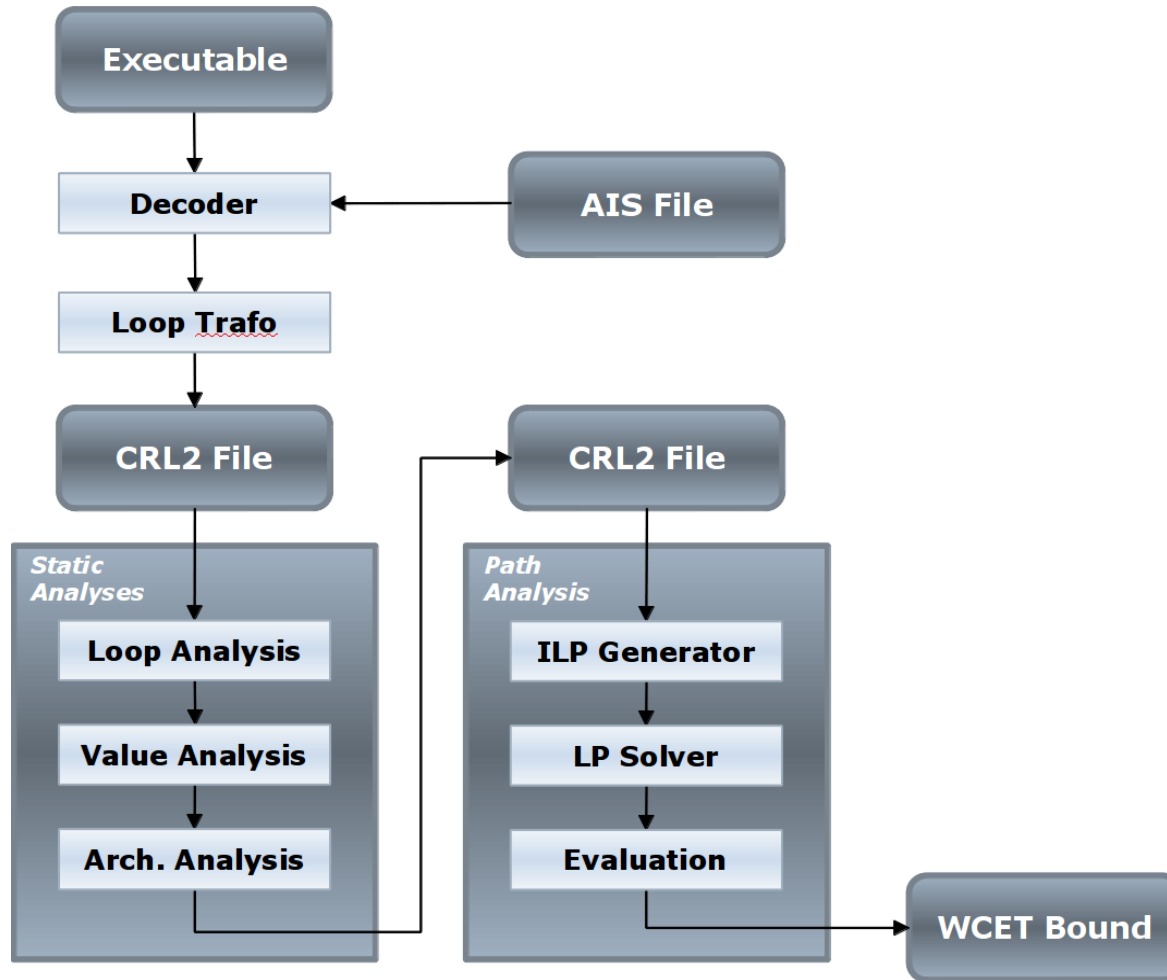 Executable
Decoder
AIS File
Loop Trafo
CRL2 File
CRL2 File
Static
Analyses
Loop Analysis
Value Analysis
Arch. Analysis
Path
Analysis
ILP Generator
LP Solver
Evaluation
WCET Bound